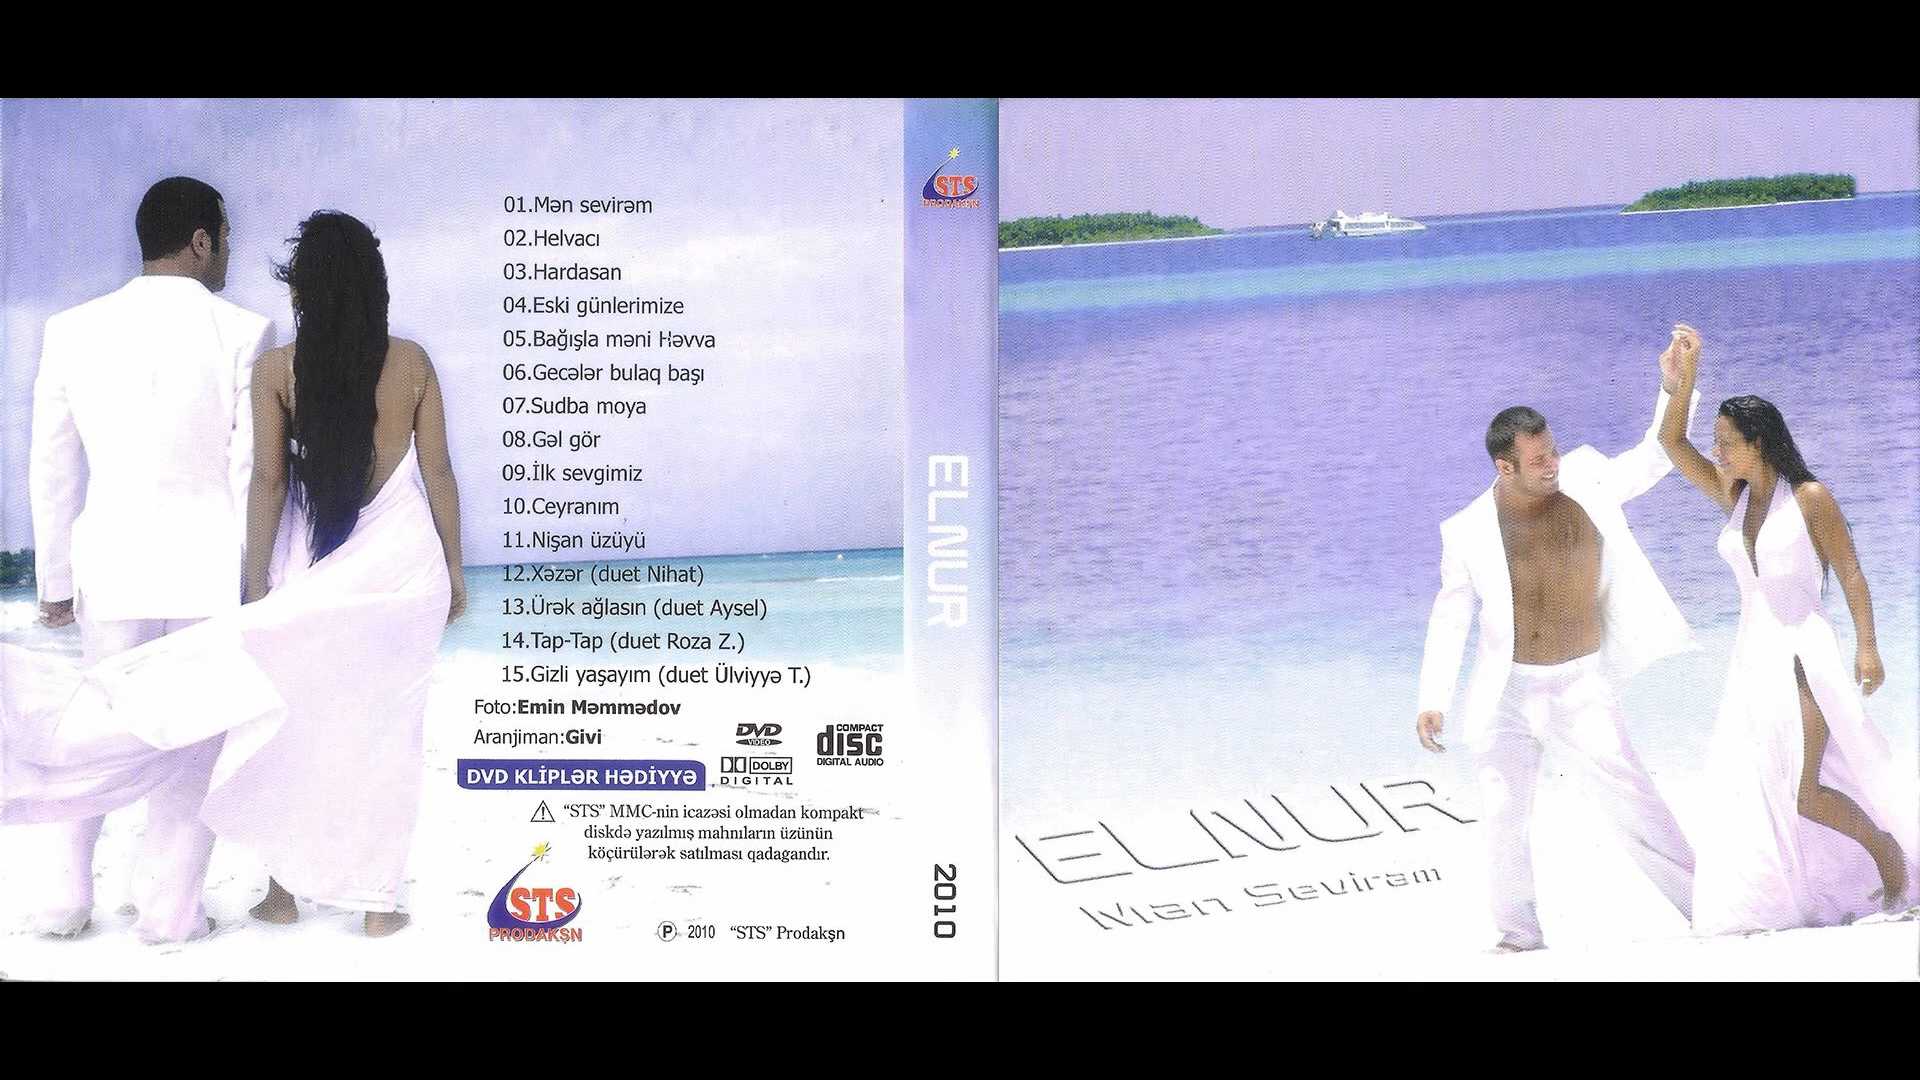 01.Mən sevirəm
02.Helvacı
03.Hardasan
04.Eski günlerimize
05.Bağışla məni Həvva
06.Gecələr bulaq başı
07.Sudba moya
08.Gəl gör
09.İlk sevgimiz
10.Ceyranım
11.Nişan üzüyü
12.Xəzər (duet Nihat)
13.Ürək ağlasın (duet Aysel)
14.Tap-Tap (duet Roza Z.)
15.Gizli yaşayım (duet Ülviyyə T.)
Foto:Emin Məmmədov
Aranjiman:Givi
DVD KLİPLƏR HƏDİYYƏ
DVD
VIDEO
DOLBY
DIGITAL
COMPACT
disc
DIGITAL AUDIO
“STS” MMC-nin icazəsi olmadan kompakt
diskdə yazılmış mahnıların üzünün
köçürülərək satılması qadağandır.
STS
PRODAKŞN
P 2010 “STS” Prodakşn
STS
PRODAKŞN
ELNUR
2010
ELNUR
Mən Sevirəm